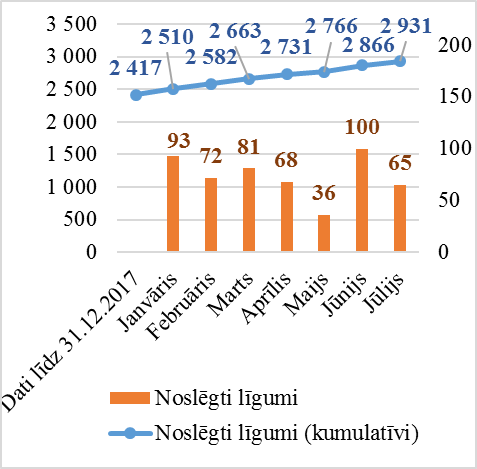 3 500
3 000
2 500
2 000
1 500
1 000
500
0
200
150
100
50
0
2 417
2 510
2 582
2 663
2 731
2 766
2 866
2 931
93
72
81
68
36
100
65
Dati līdz 31.12.2017
Janvāris
Februāris
Marts
Aprīlis
Maijs
Jūnijs
Jūlijs
Noslēgti līgumi
Noslēgti līgumi (kumulatīvi)